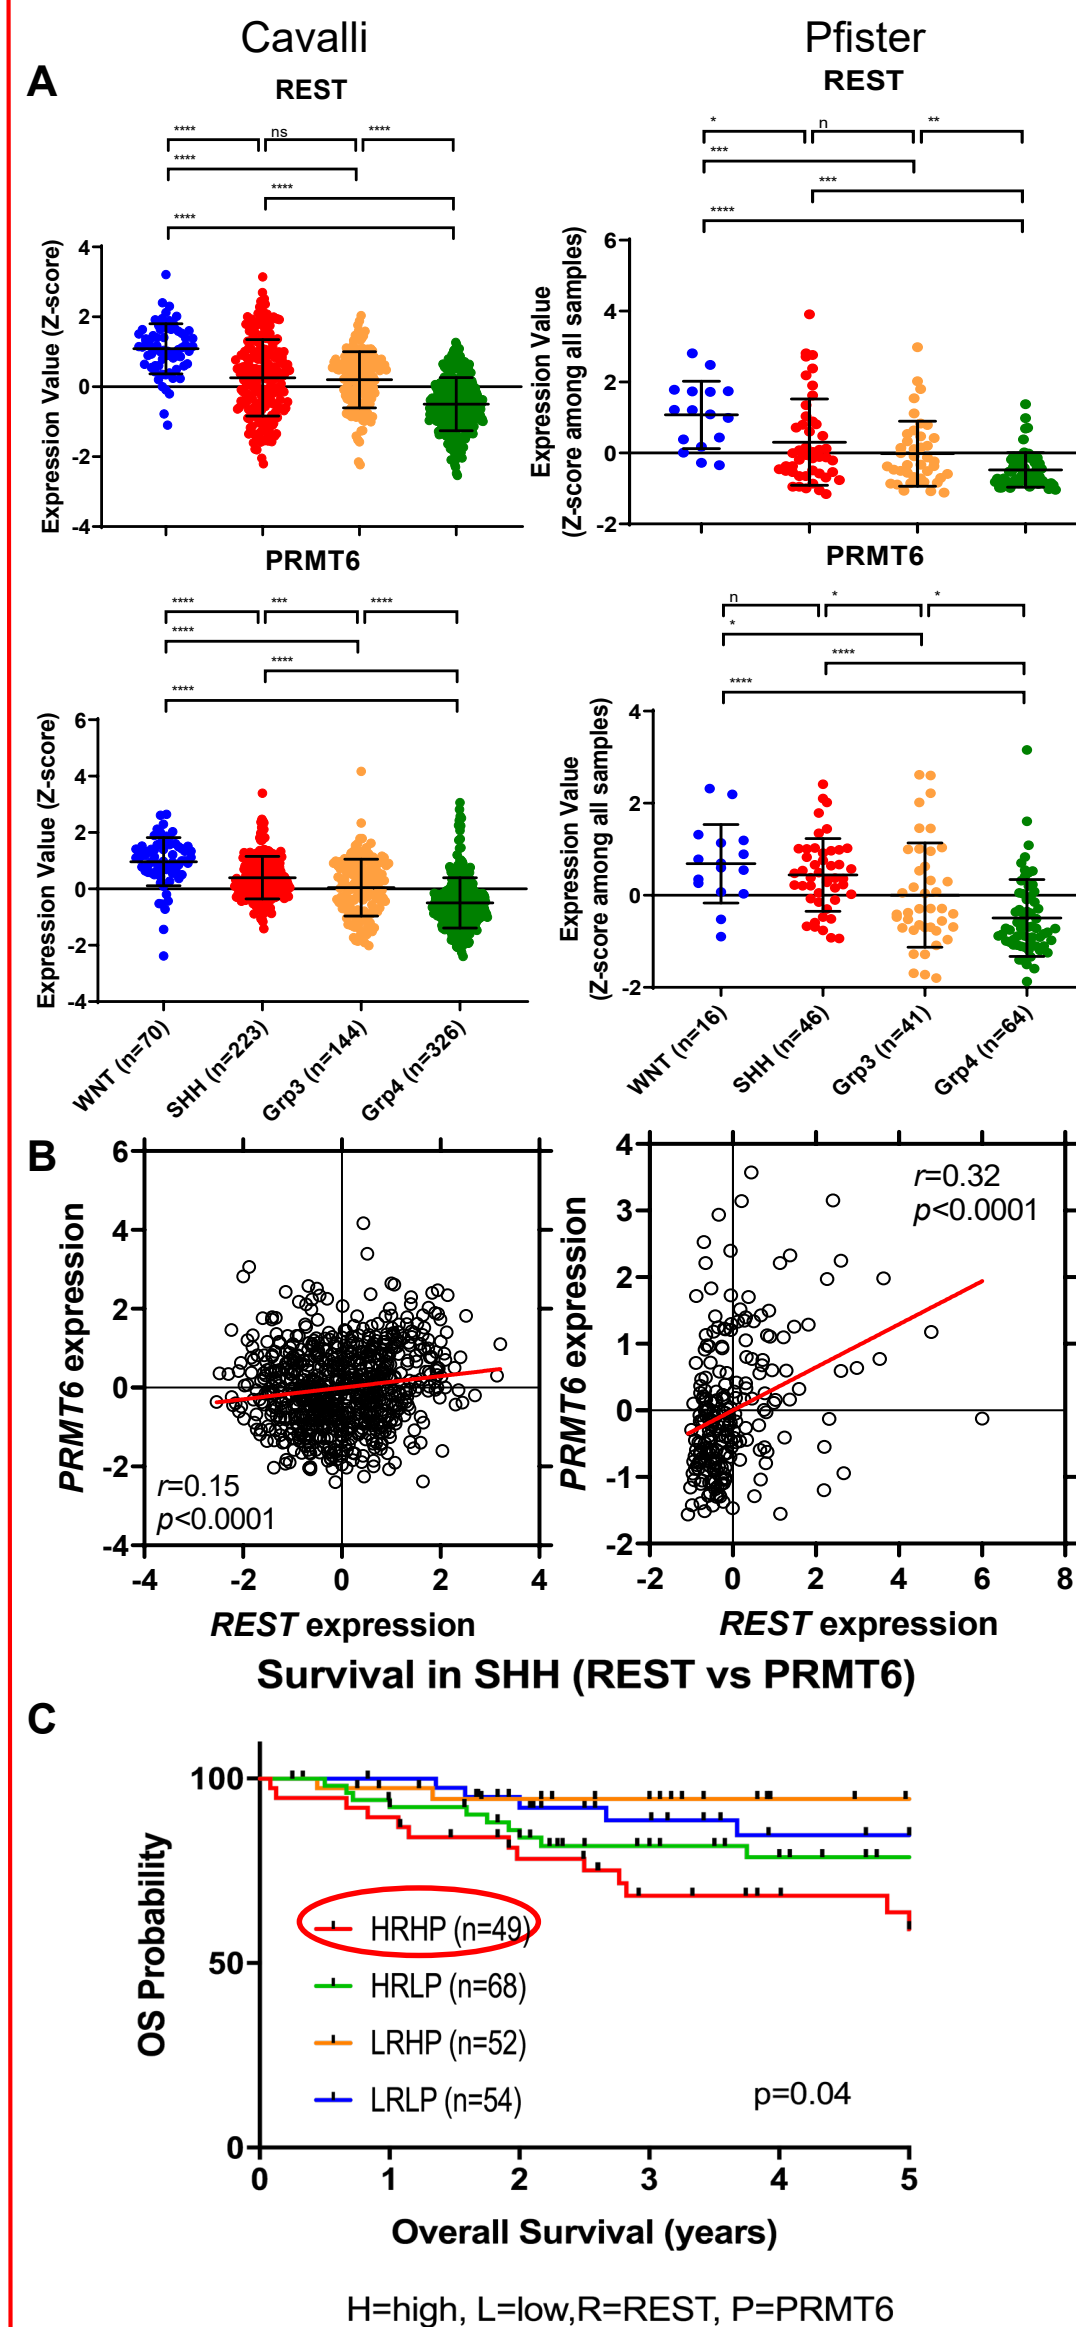 Cavalli
Pfister
A
REST
REST
**** ns ****
****
****
****
* n **
***
***
****
Expression Value (Z-score)
4
2
0
-2
-4
Expression Value
(Z-score among all samples)
6
4
2
0
-2
PRMT6
PRMT6
**** *** ****
****
****
****
n * *
*
****
****
Expression Value (Z-score)
6
4
2
0
-2
-4
Expression Value
(Z-score among all samples)
4
2
0
-2
WNT (n=70)
SHH (n=223)
Grp3 (n=144)
Grp4 (n=326)
WNT (n=16)
SHH (n=46)
Grp3 (n=41)
Grp4 (n=64)
B
PRMT6 expression
6
4
2
0
-2
-4
r=0.15
p<0.0001
-4 -2 0 2 4
REST expression
PRMT6 expression
4
3
2
1
0
-1
-2
r=0.32
p<0.0001
-2 0 2 4 6 8
REST expression
Survival in SHH (REST vs PRMT6)
C
OS Probability
100
50
0
HRHP (n=49)
HRLP (n=68)
LRHP (n=52)
LRLP (n=54)
p=0.04
0 1 2 3 4 5
Overall Survival (years)
H=high, L=low,R=REST, P=PRMT6